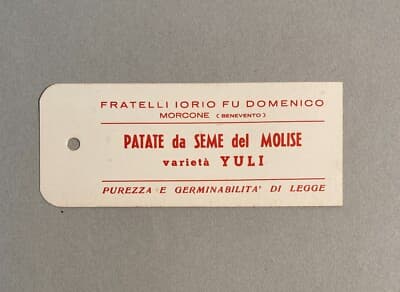 FRATELLI IORIO FU DOMENICO
MORCONE (BENEVENTO)
PATATE da SEME del MOLISE
varietà YULI
PUREZZA E GERMINABILITA' DI LEGGE